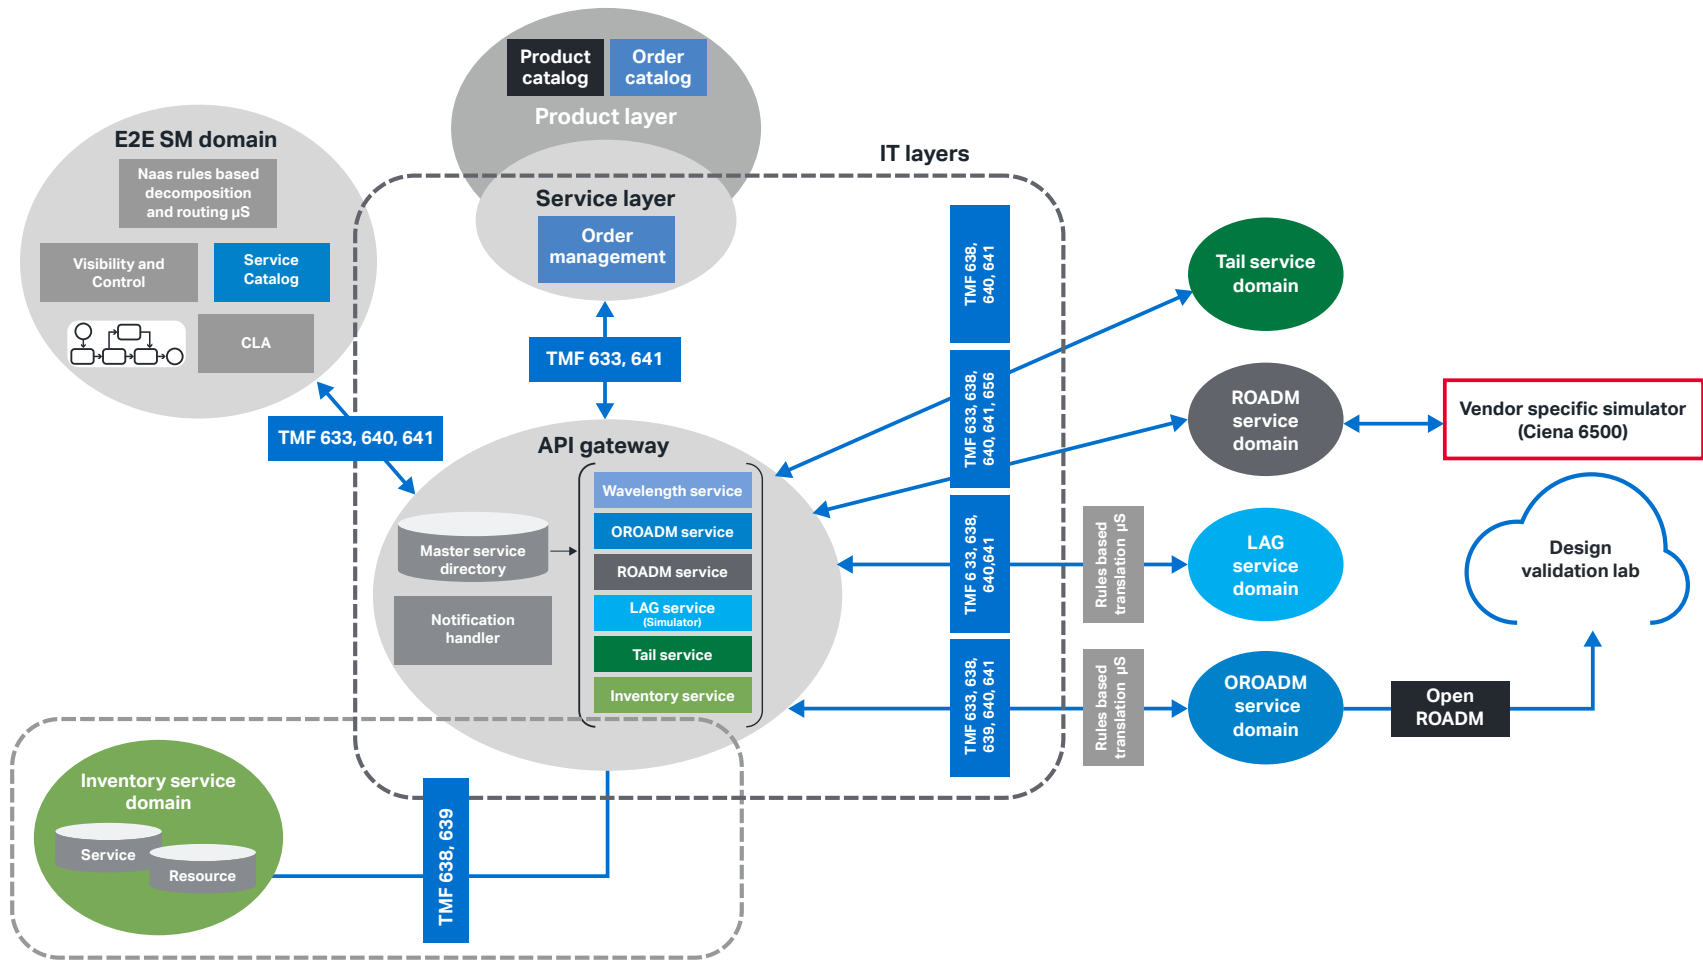 Product
catalog
Order
catalog
Product layer
E2E SM domain
Naas rules based
decomposition
and routing µS
Visibility and
Control
Service
Catalog
CLA
IT layers
Service layer
Order
management
TMF 633, 641
TMF 633, 640, 641
API gateway
Master service
directory
Notification
handler
Wavelength service
OROADM service
ROADM service
LAG service
(Simulator)
Tail service
Inventory service
TMF 638,
640, 641
TMF 633, 638,
640, 641, 656
TMF 6 33, 638,
640,641
TMF 633, 638,
639, 640, 641
Rules based
translation µS
Rules based
translation µS
Tail service
domain
ROADM
service
domain
LAG
service
domain
OROADM
service
domain
Vendor specific simulator
(Ciena 6500)
Design
validation lab
Open
ROADM
Inventory service
domain
Service
Resource
TMF 638, 639